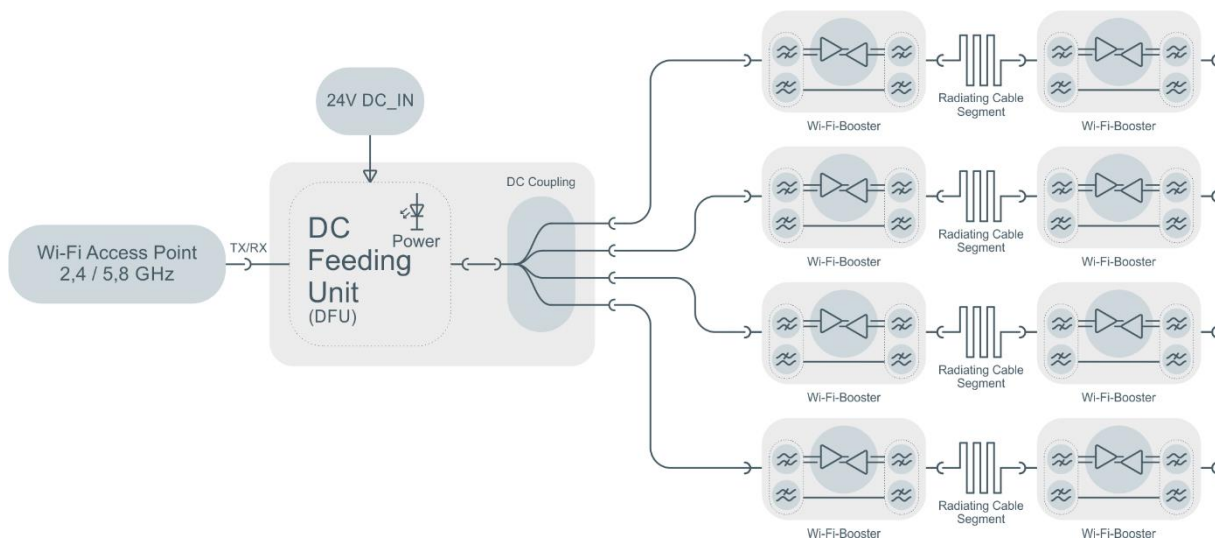 24V DC_IN
DC Coupling
DC
Feeding
Unit
(DFU)
Power
TX/RX
Wi-Fi Access Point
2,4 / 5,8 GHz
Wi-Fi-Booster
Radiating Cable
Segment
Wi-Fi-Booster
Wi-Fi-Booster
Radiating Cable
Segment
Wi-Fi-Booster
Wi-Fi-Booster
Radiating Cable
Segment
Wi-Fi-Booster
Wi-Fi-Booster
Radiating Cable
Segment
Wi-Fi-Booster